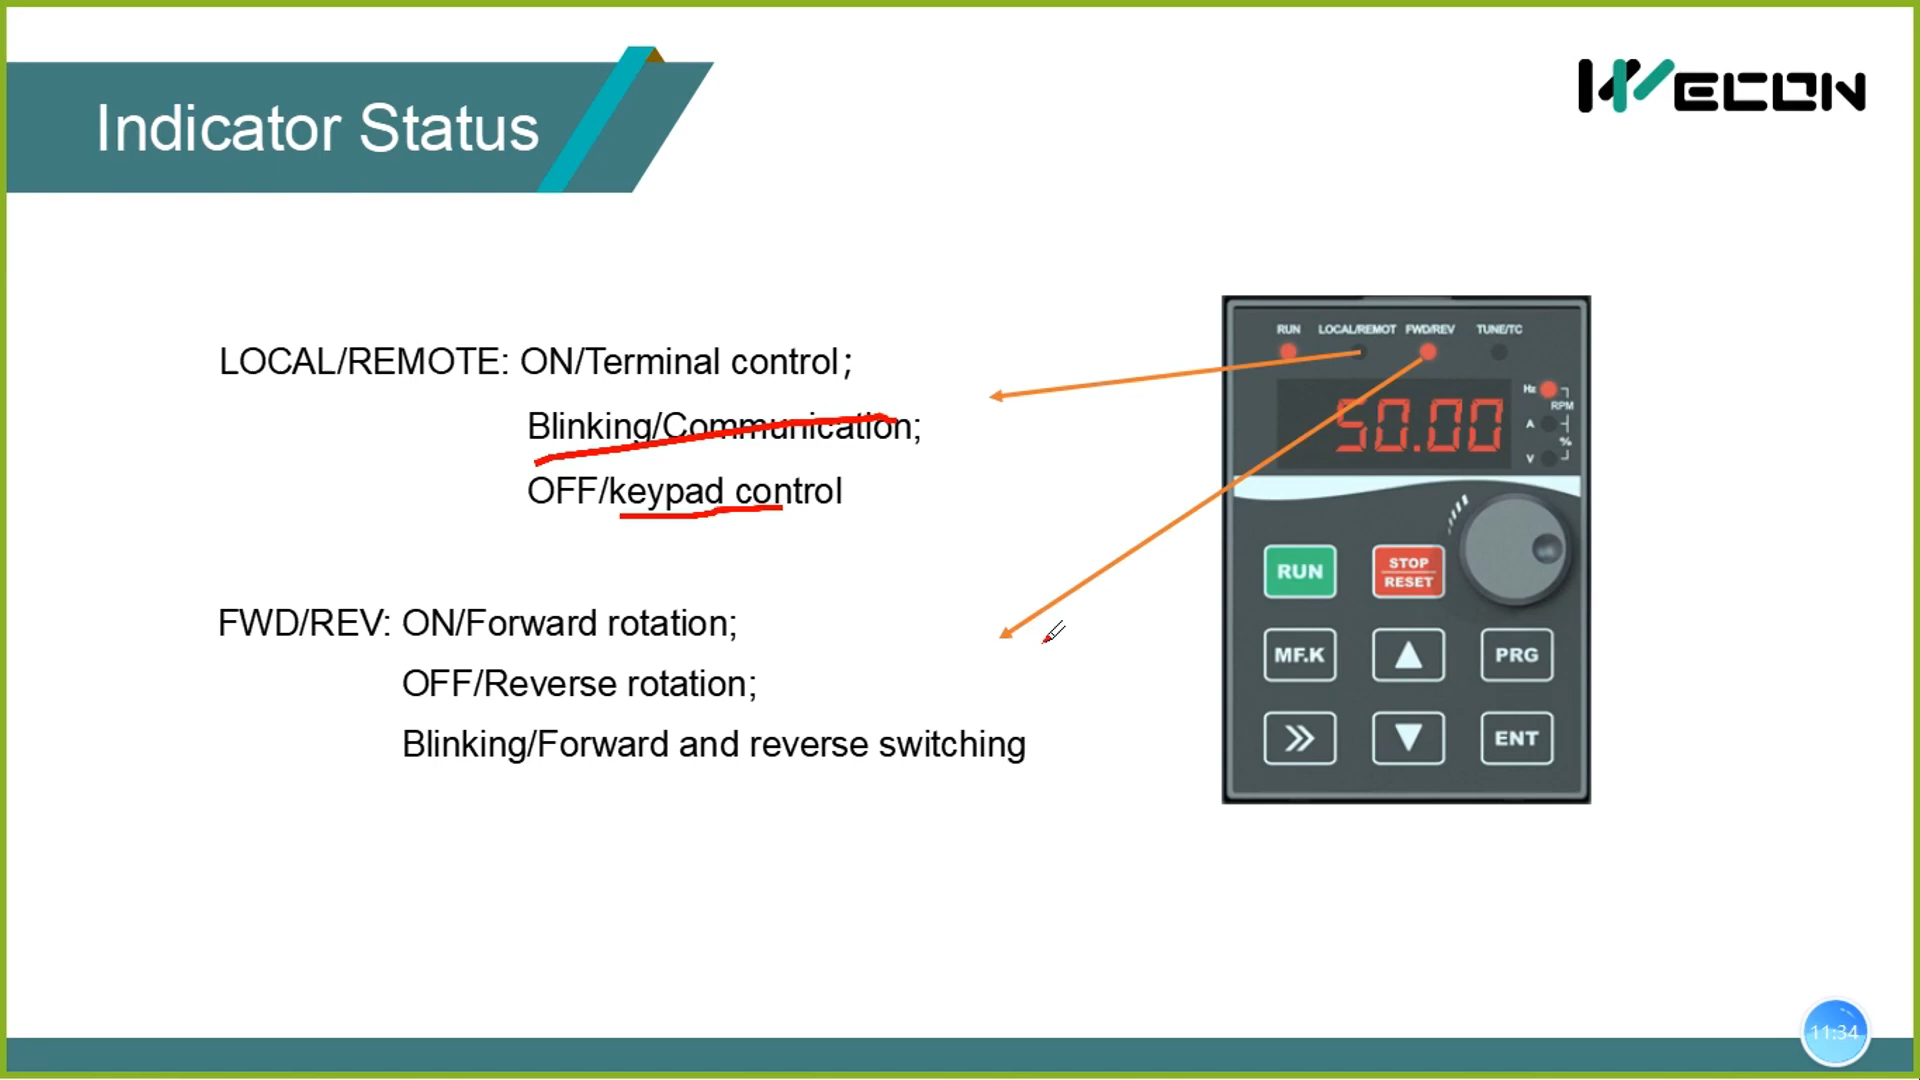 Indicator Status
WECON
LOCAL/REMOTE: ON/Terminal control;
Blinking/Communication;
OFF/keypad control
FWD/REV: ON/Forward rotation;
OFF/Reverse rotation;
Blinking/Forward and reverse switching
RUN LOCAL/REMOT FWD/REV TUNE/TC
50.00
Hz
RPM
A
%
V
RUN
STOP
RESET
MF.K
PRG
ENT
11:34